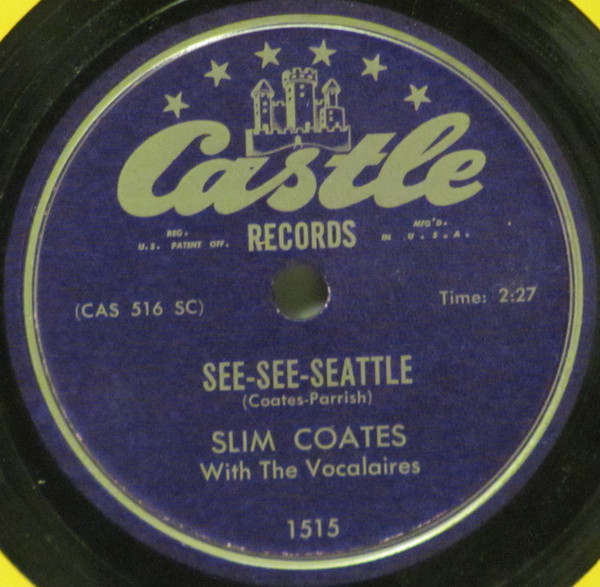 Castle
REG.
U.S. PATENT OFF.
RECORDS
MFG'D.
IN U.S.A.
(CAS 516 SC)
Time: 2:27
SEE-SEE-SEATTLE
(Coates-Parrish)
SLIM COATES
With The Vocalaires
1515